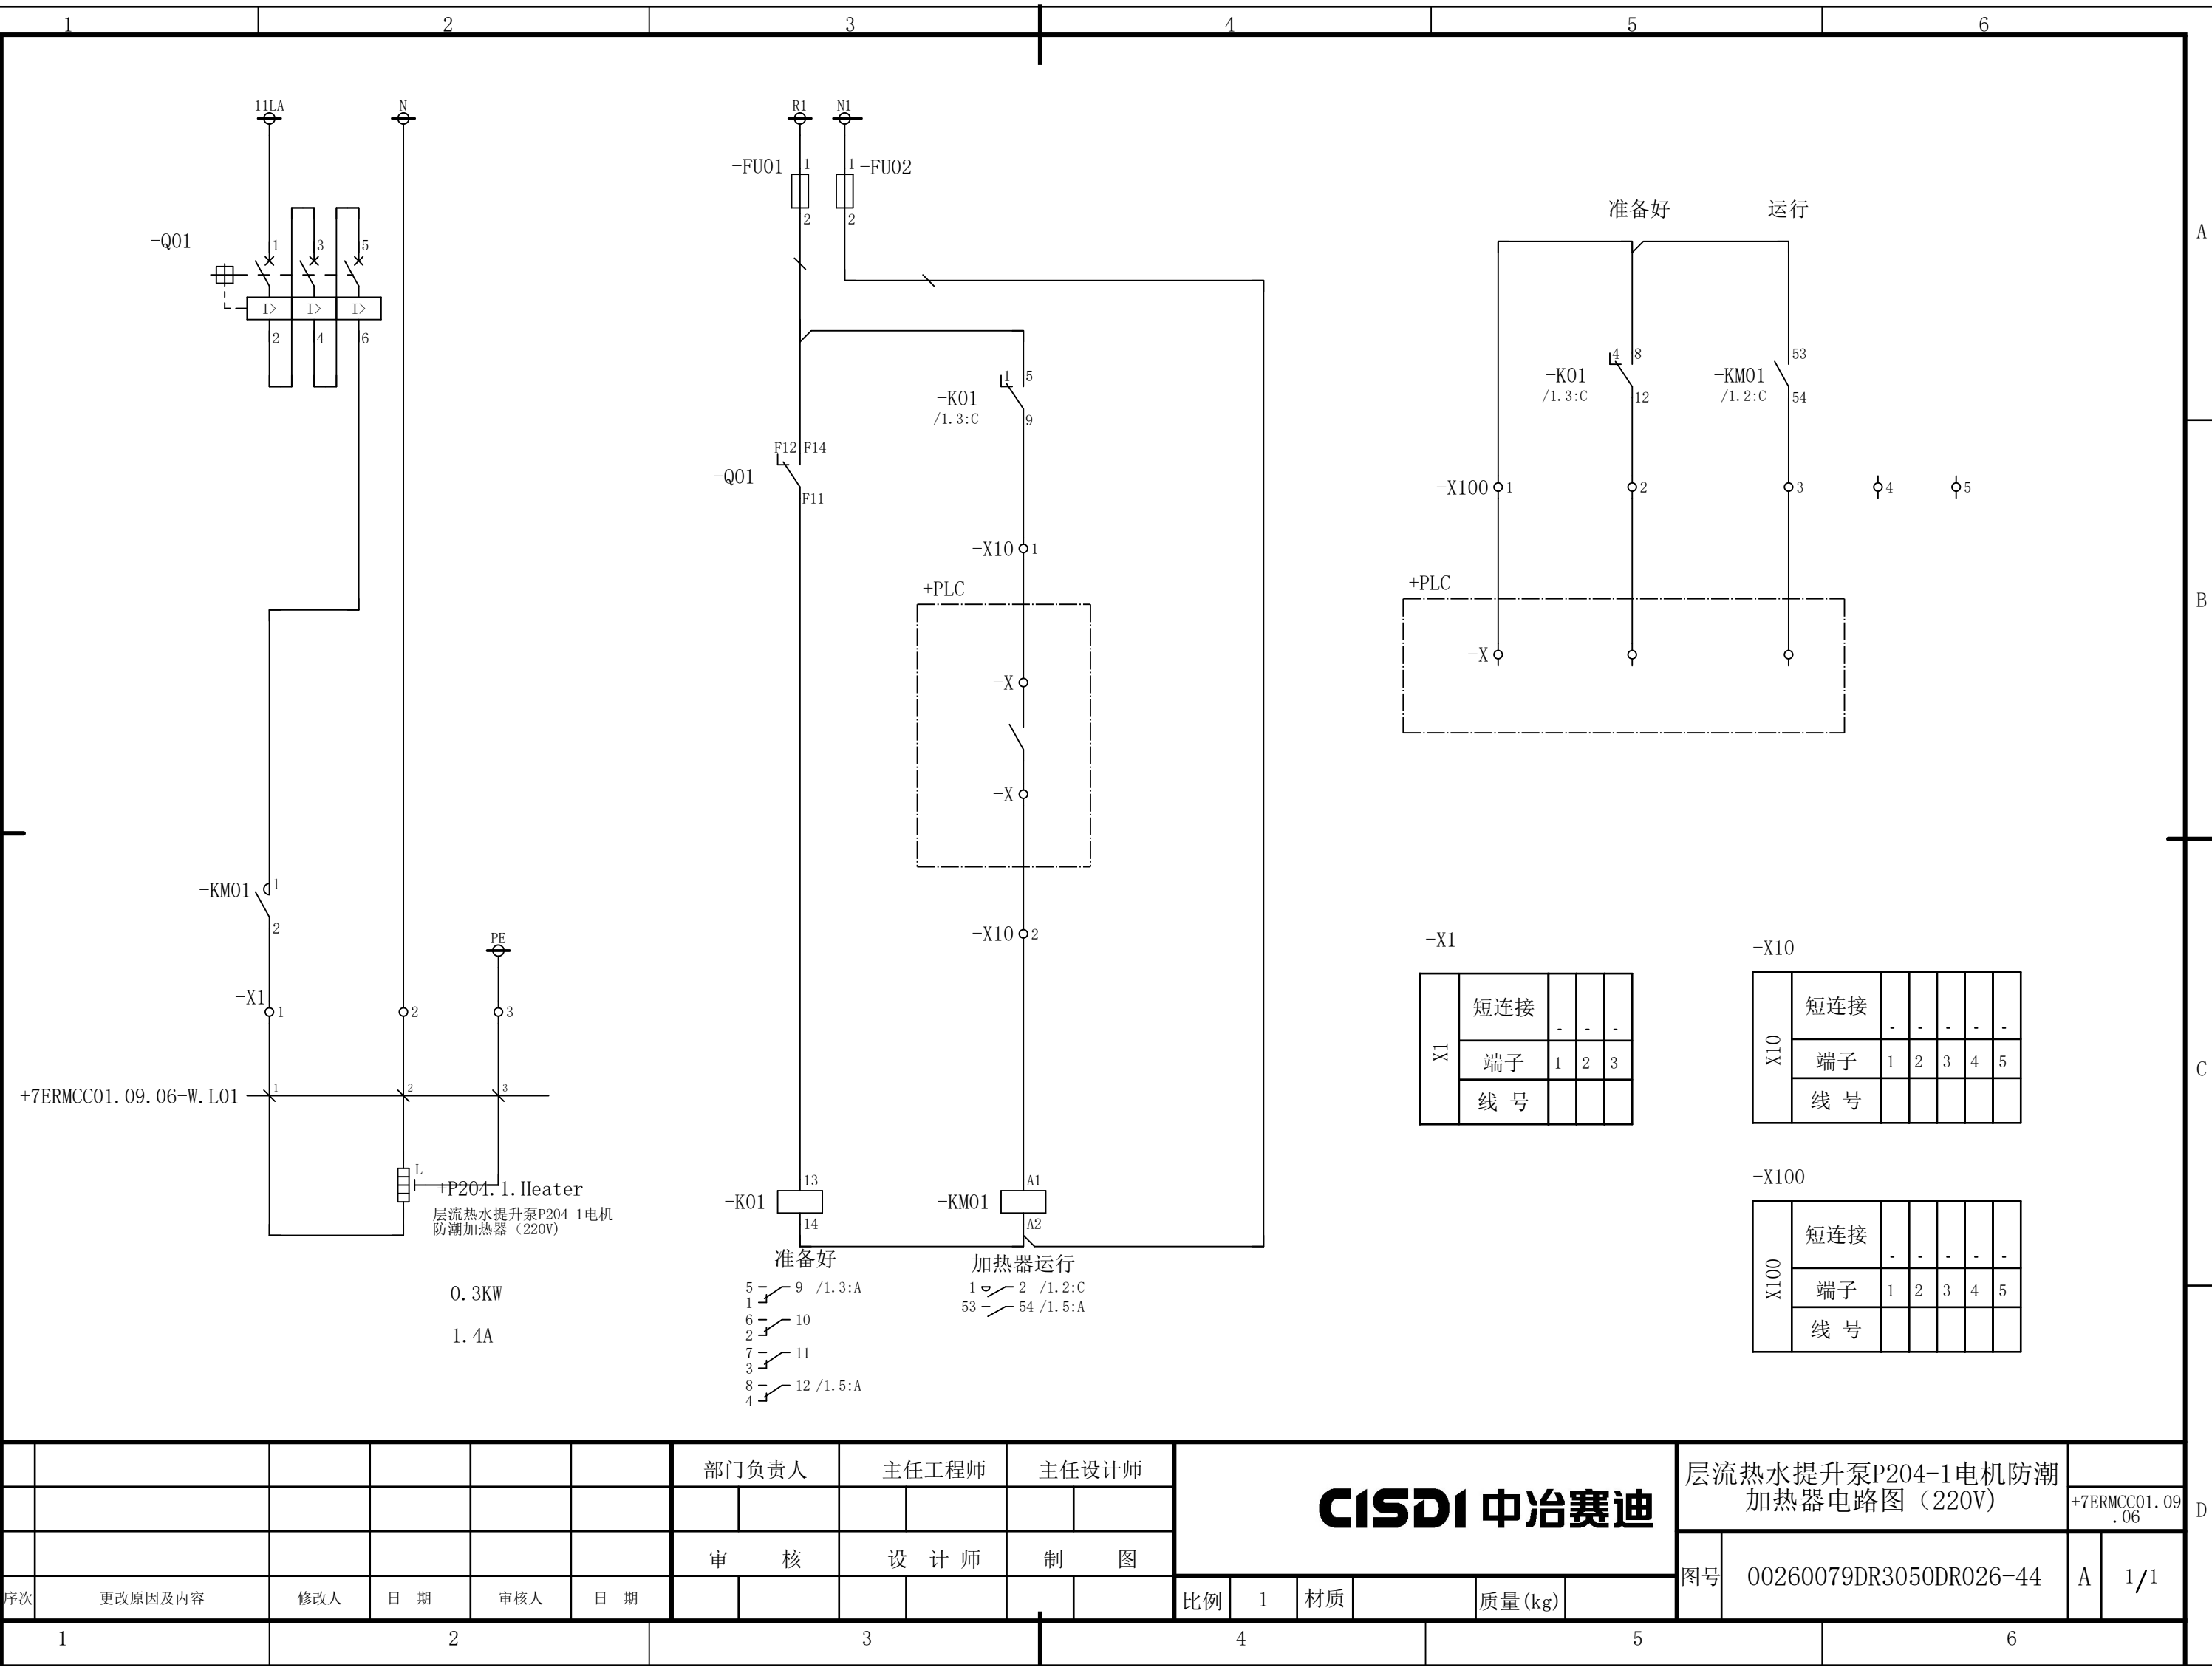 1 2 3 4 5 6
11LA N R1 N1
-FU01 1 1 -FU02
2 2
准备好 运行
A
-Q01 1 3 5
I> I> I>
2 4 6
53
4 8
-K01 -KM01
/1.3:C /1.2:C
12 54
1 5
-K01
/1.3:C
9
F12 F14
-Q01
F11
-X100 1 2 3 4 5
-X10 1
+PLC
+PLC
B
-X
-X
-X
-KM01 1
2
-X10 2
PE
-X1
1 2 3
+7ERMCC01.09.06-W.L01 1 2 3
L
+P204.1.Heater
层流热水提升泵P204-1电机
防潮加热器（220V）
0.3KW
1.4A
13 A1
-K01 -KM01
14 A2
准备好 加热器运行
5 9 /1.3:A
1
6 10
2
7 11
3
8 12 /1.5:A
4
1 2 /1.2:C
53 54 /1.5:A
-X1
X1
短连接 - - -
端子 1 2 3
线 号
-X10
X10
短连接 - - - - -
端子 1 2 3 4 5
线 号
C
-X100
X100
短连接 - - - - -
端子 1 2 3 4 5
线 号
部门负责人 主任工程师 主任设计师
审 核 设 计 师 制 图
序次 更改原因及内容 修改人 日 期 审核人 日 期
CISDI 中冶赛迪
比例 1 材质 质量(kg)
层流热水提升泵P204-1电机防潮
加热器电路图（220V）
+7ERMCC01.09
.06
D
图号 00260079DR3050DR026-44 A 1/1
1 2 3 4 5 6